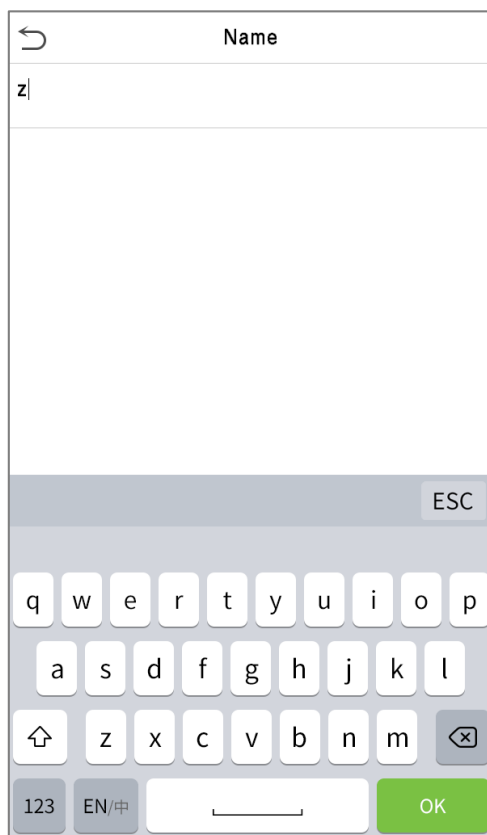 Name
z
ESC
q w e r t y u i o p
a s d f g h j k l
z x c v b n m
123 EN/中 OK